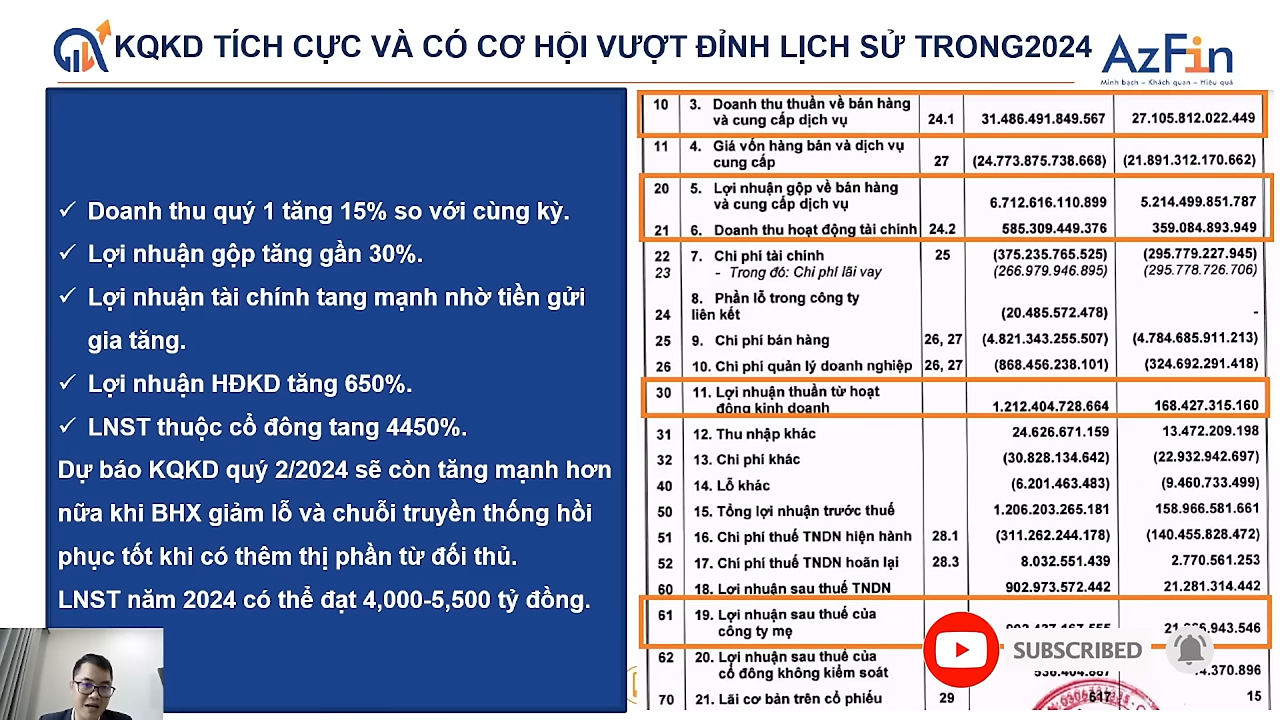 KQKD TÍCH CỰC VÀ CÓ CƠ HỘI VƯỢT ĐỈNH LỊCH SỬ TRONG2024
AzFin
Minh bạch – Khách quan – Hiệu quả
✓ Doanh thu quý 1 tăng 15% so với cùng kỳ.
✓ Lợi nhuận gộp tăng gần 30%.
✓ Lợi nhuận tài chính tang mạnh nhờ tiền gửi
gia tăng.
✓ Lợi nhuận HĐKD tăng 650%.
✓ LNST thuộc cổ đông tang 4450%.
Dự báo KQKD quý 2/2024 sẽ còn tăng mạnh hơn
nữa khi BHX giảm lỗ và chuỗi truyền thống hồi
phục tốt khi có thêm thị phần từ đối thủ.
LNST năm 2024 có thể đạt 4,000-5,500 tỷ đồng.
10 3. Doanh thu thuần về bán hàng
và cung cấp dịch vụ 24.1 31.486.491.849.567 27.105.812.022.449
11 4. Giá vốn hàng bán và dịch vụ
cung cấp 27 (24.773.875.738.668) (21.891.312.170.662)
20 5. Lợi nhuận gộp về bán hàng
và cung cấp dịch vụ 6.712.616.110.899 5.214.499.851.787
21 6. Doanh thu hoạt động tài chính 24.2 585.309.449.376 359.084.893.949
22 7. Chi phí tài chính 25 (375.235.765.525) (295.779.227.945)
23 - Trong đó: Chi phí lãi vay (266.979.946.895) (295.778.726.706)
8. Phần lỗ trong công ty
24 liên kết (20.485.572.478) -
25 9. Chi phí bán hàng 26, 27 (4.821.343.255.507) (4.784.685.911.213)
26 10. Chi phí quản lý doanh nghiệp 26, 27 (868.456.238.101) (324.692.291.418)
30 11. Lợi nhuận thuần từ hoạt
động kinh doanh 1.212.404.728.664 168.427.315.160
31 12. Thu nhập khác 24.626.671.159 13.472.209.198
32 13. Chi phí khác (30.828.134.642) (22.932.942.697)
40 14. Lỗ khác (6.201.463.483) (9.460.733.499)
50 15. Tổng lợi nhuận trước thuế 1.206.203.265.181 158.966.581.661
51 16. Chi phí thuế TNDN hiện hành 28.1 (311.262.244.178) (140.455.828.472)
52 17. Chi phí thuế TNDN hoãn lại 28.3 8.032.551.439 2.770.561.253
60 18. Lợi nhuận sau thuế TNDN 902.973.572.442 21.281.314.442
61 19. Lợi nhuận sau thuế của
công ty mẹ
62 20. Lợi nhuận sau thuế của
cổ đông không kiểm soát
70 21. Lãi cơ bản trên cổ phiếu 29 617 15
SUBSCRIBED